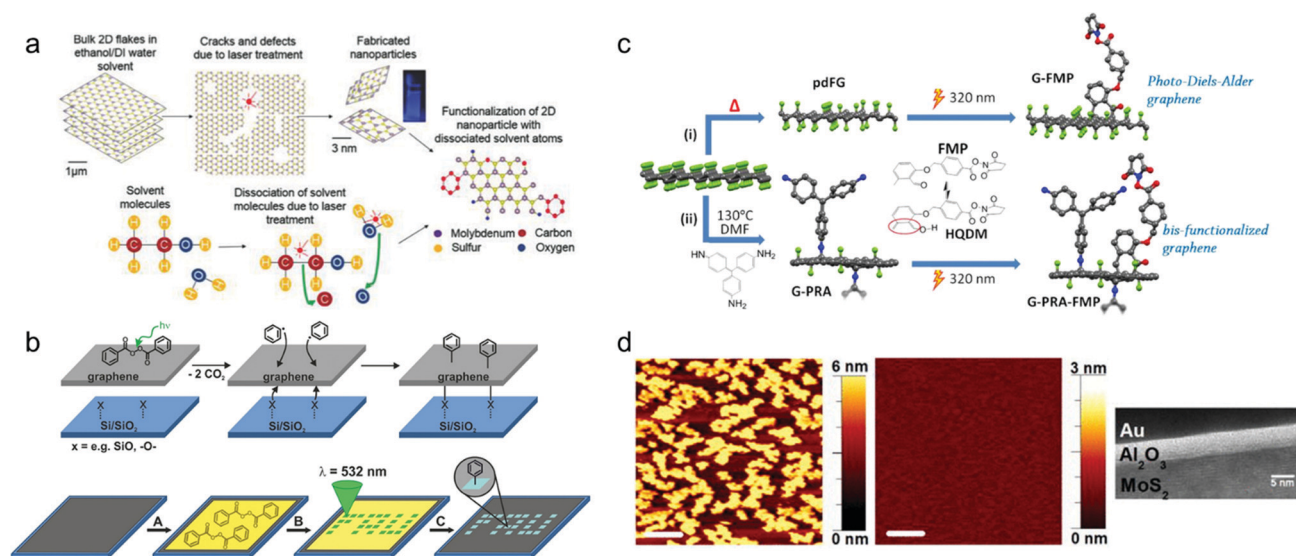 a
Bulk 2D flakes in
ethanol/DI water
solvent
Cracks and defects
due to laser treatment
Fabricated
nanoparticles
1μm
3 nm
Functionalization of 2D
nanoparticle with
dissociated solvent
atoms
Solvent
molecules
Dissociation of solvent
molecules due to laser
treatment
H H
H C C O H
H H
O
H H
H H
H C C O H
H H
C
O
Molybdenum Carbon
Sulfur Oxygen
b
hν
graphene
- 2 CO2
graphene
graphene
X X
Si/SiO2
X X
Si/SiO2
Si/SiO2
x = e.g. SiO, -O-
λ = 532 nm
A
B
C
c
(i)
Δ
pdFG
320 nm
G-FMP
Photo-Diels-Alder
graphene
FMP
HQDM
(ii)
130°C
DMF
HN
NH2
NH2
G-PRA
320 nm
G-PRA-FMP
bis-functionalized
graphene
d
6 nm
0 nm
3 nm
0 nm
Au
Al2O3
MoS2
5 nm